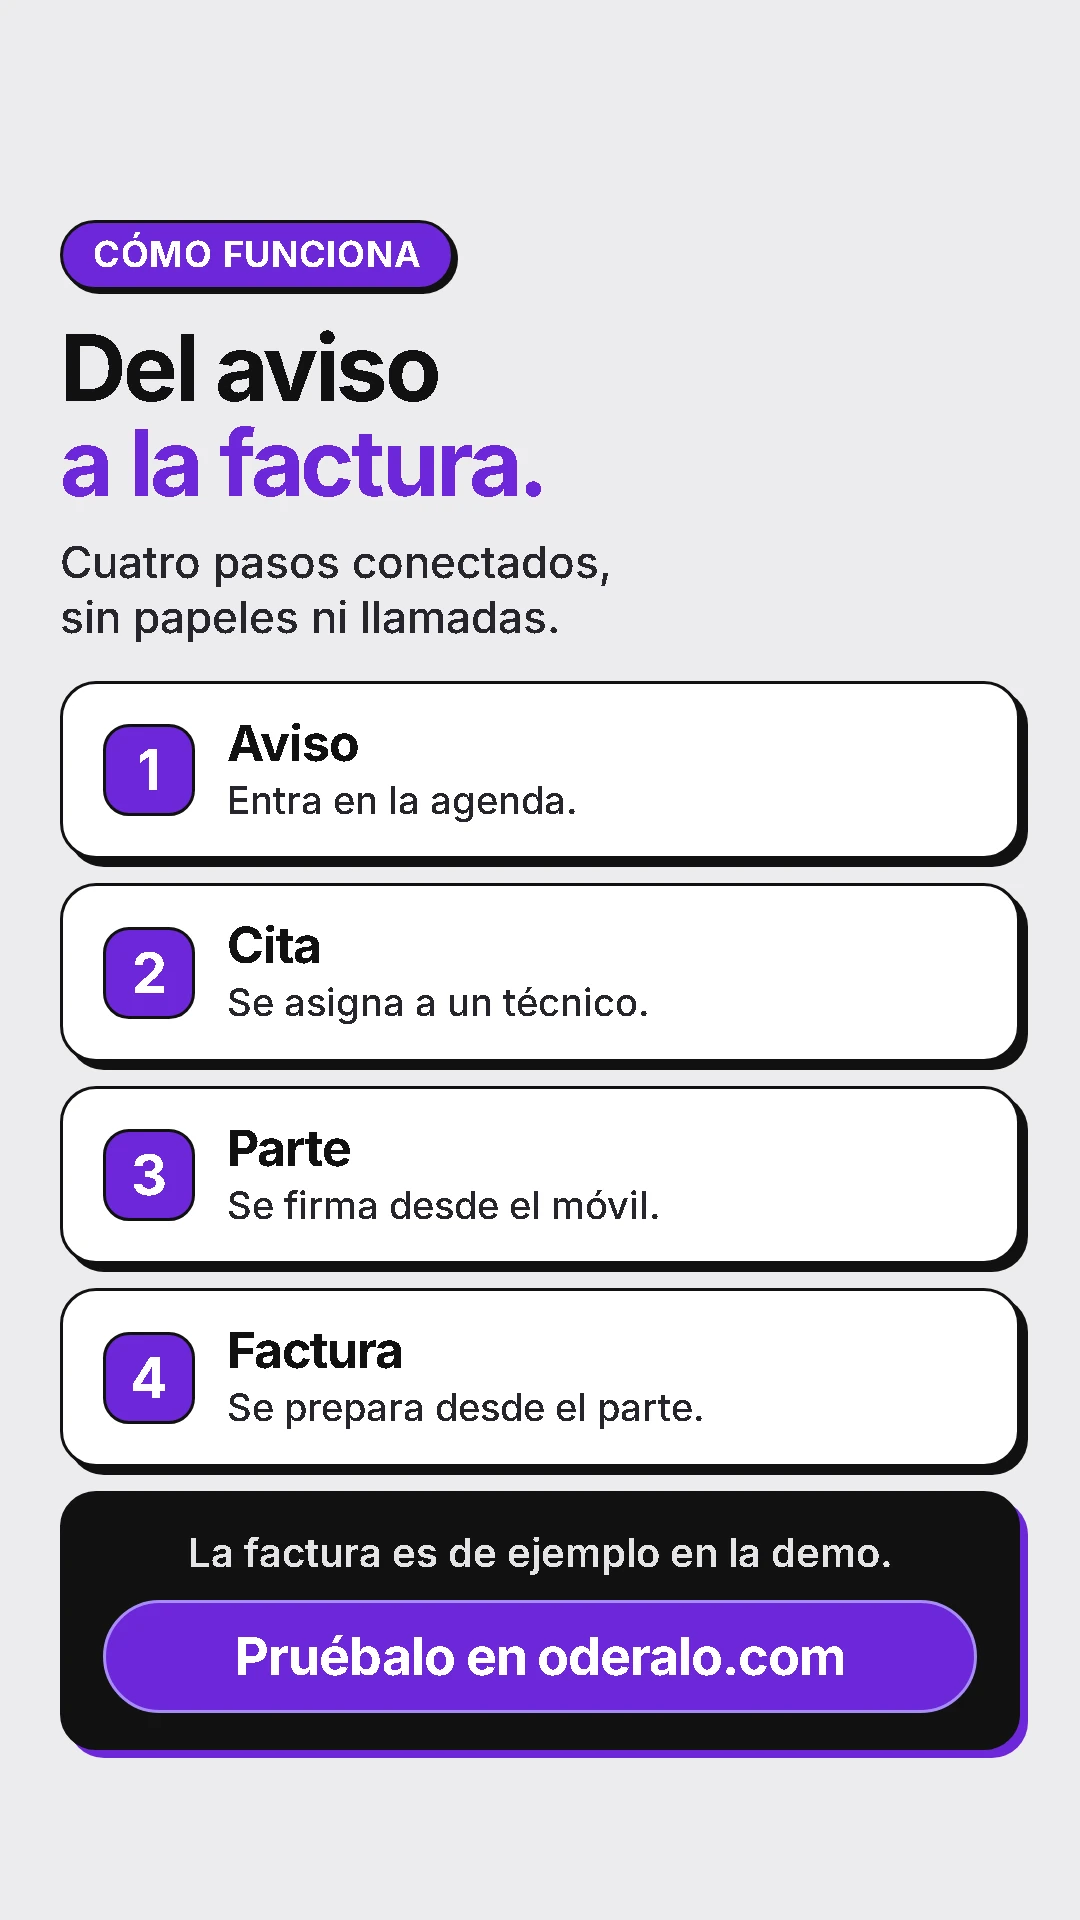 CÓMO FUNCIONA
Del aviso
a la factura.
Cuatro pasos conectados,
sin papeles ni llamadas.
1
Aviso
Entra en la agenda.
2
Cita
Se asigna a un técnico.
3
Parte
Se firma desde el móvil.
4
Factura
Se prepara desde el parte.
La factura es de ejemplo en la demo.
Pruébalo en oderalo.com